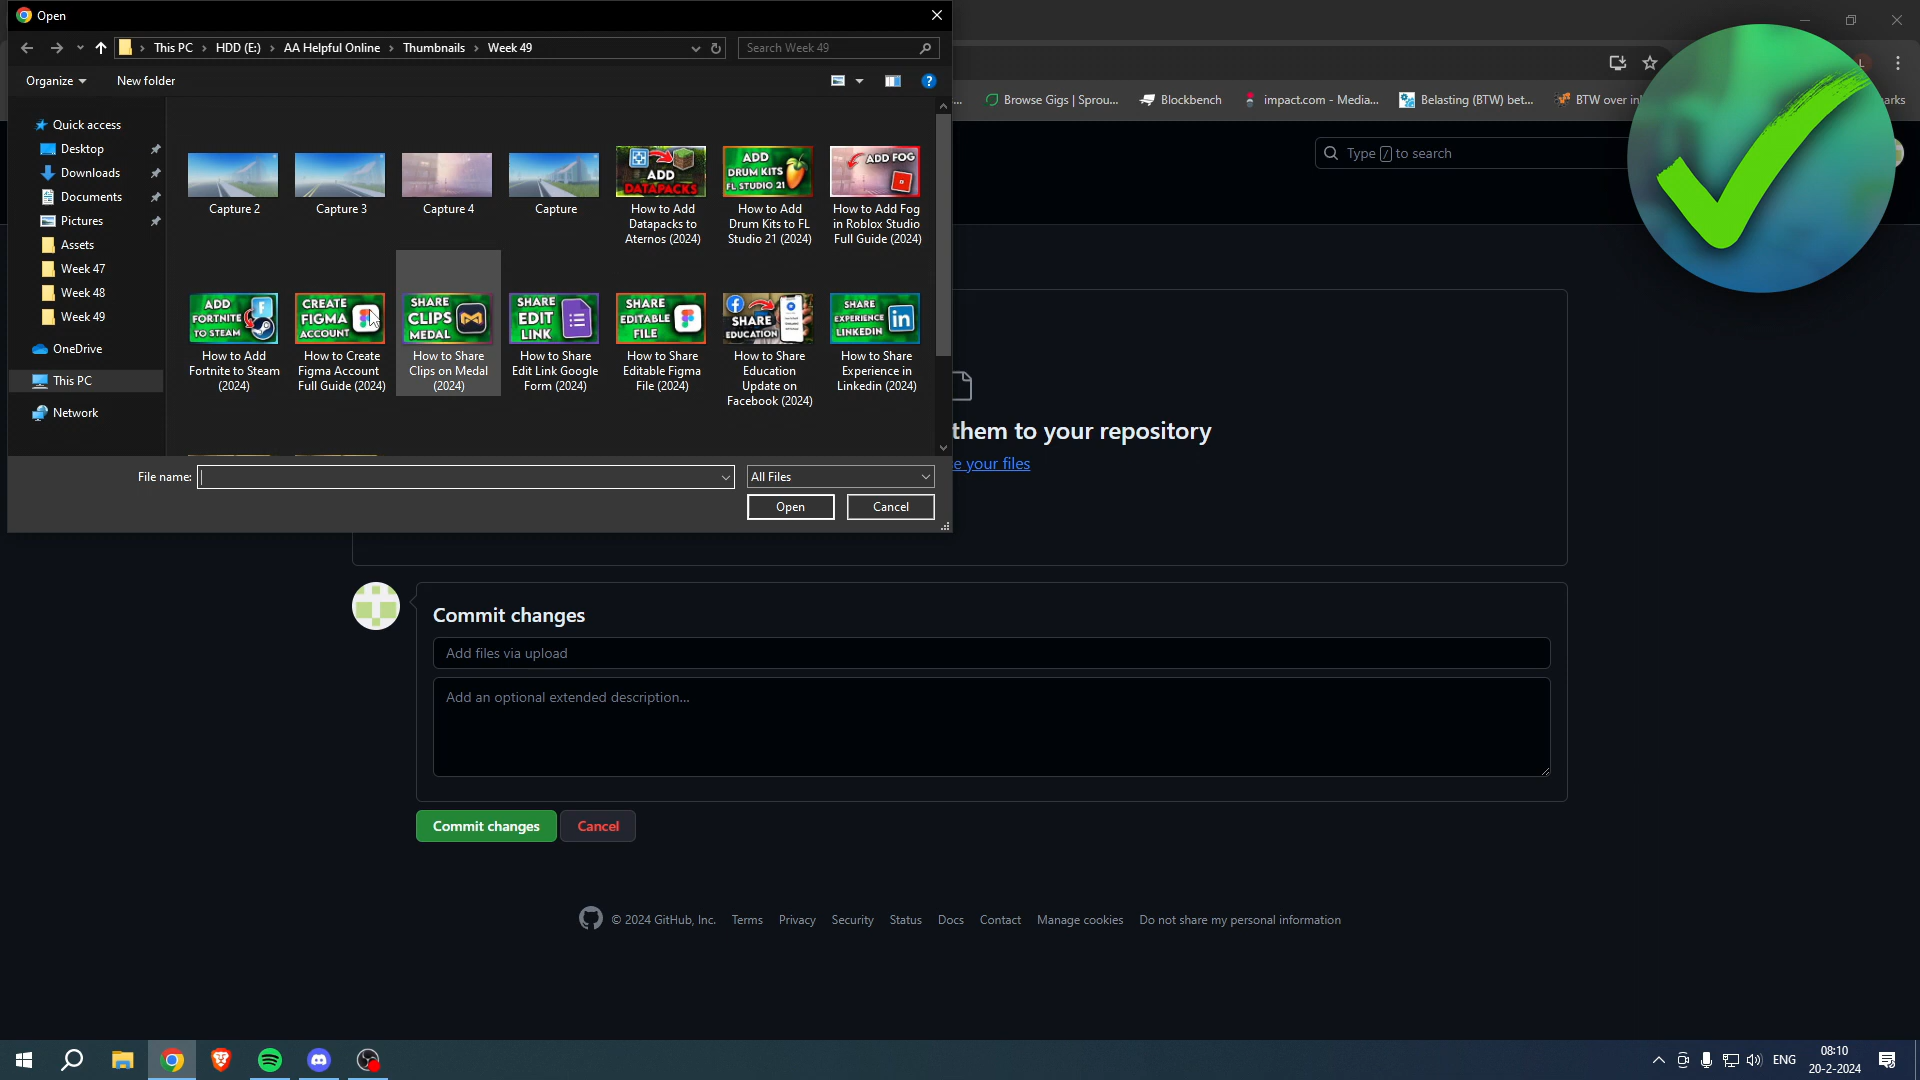 Open
This PC > HDD (E:) > AA Helpful Online > Thumbnails > Week 49
Search Week 49
Organize
New folder
Quick access
Desktop
Downloads
Documents
Pictures
Assets
Week 47
Week 48
Week 49
OneDrive
This PC
Network
Capture 2
Capture 3
Capture 4
Capture
ADD
DATAPACKS
How to Add
Datapacks to
Aternos (2024)
ADD
DRUM KITS
FL STUDIO 21
How to Add
Drum Kits to FL
Studio 21 (2024)
ADD FOG
How to Add Fog
in Roblox Studio
Full Guide (2024)
ADD
FORTNITE
TO STEAM
How to Add
Fortnite to Steam
(2024)
CREATE
FIGMA
ACCOUNT
How to Create
Figma Account
Full Guide (2024)
SHARE
CLIPS
MEDAL
How to Share
Clips on Medal
(2024)
SHARE
EDIT
LINK
How to Share
Edit Link Google
Form (2024)
SHARE
EDITABLE
FILE
How to Share
Editable Figma
File (2024)
SHARE
EDUCATION
How to Share
Education
Update on
Facebook (2024)
SHARE
EXPERIENCE
LINKEDIN
How to Share
Experience in
Linkedin (2024)
File name:
All Files
Open
Cancel
Browse Gigs | Sprou...
Blockbench
impact.com - Media...
Belasting (BTW) bet...
BTW over in
arks
Type / to search
them to your repository
e your files
Commit changes
Add files via upload
Add an optional extended description...
Commit changes
Cancel
© 2024 GitHub, Inc.
Terms
Privacy
Security
Status
Docs
Contact
Manage cookies
Do not share my personal information
ENG
08:10
20-2-2024